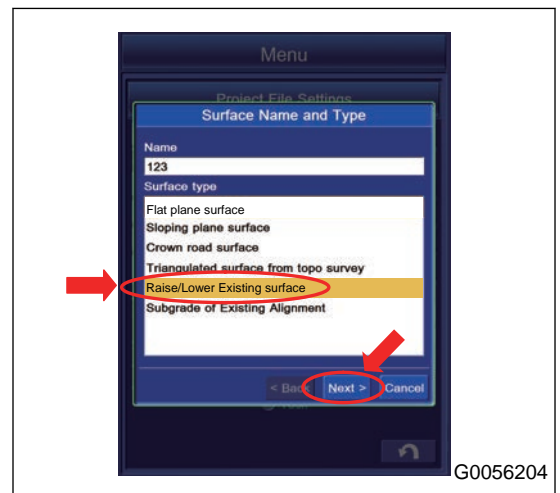 Menu
Project File Settings
Surface Name and Type
Name
123
Surface type
Flat plane surface
Sloping plane surface
Crown road surface
Triangulated surface from topo survey
Raise/Lower Existing surface
Subgrade of Existing Alignment
< Back Next > Cancel
G0056204